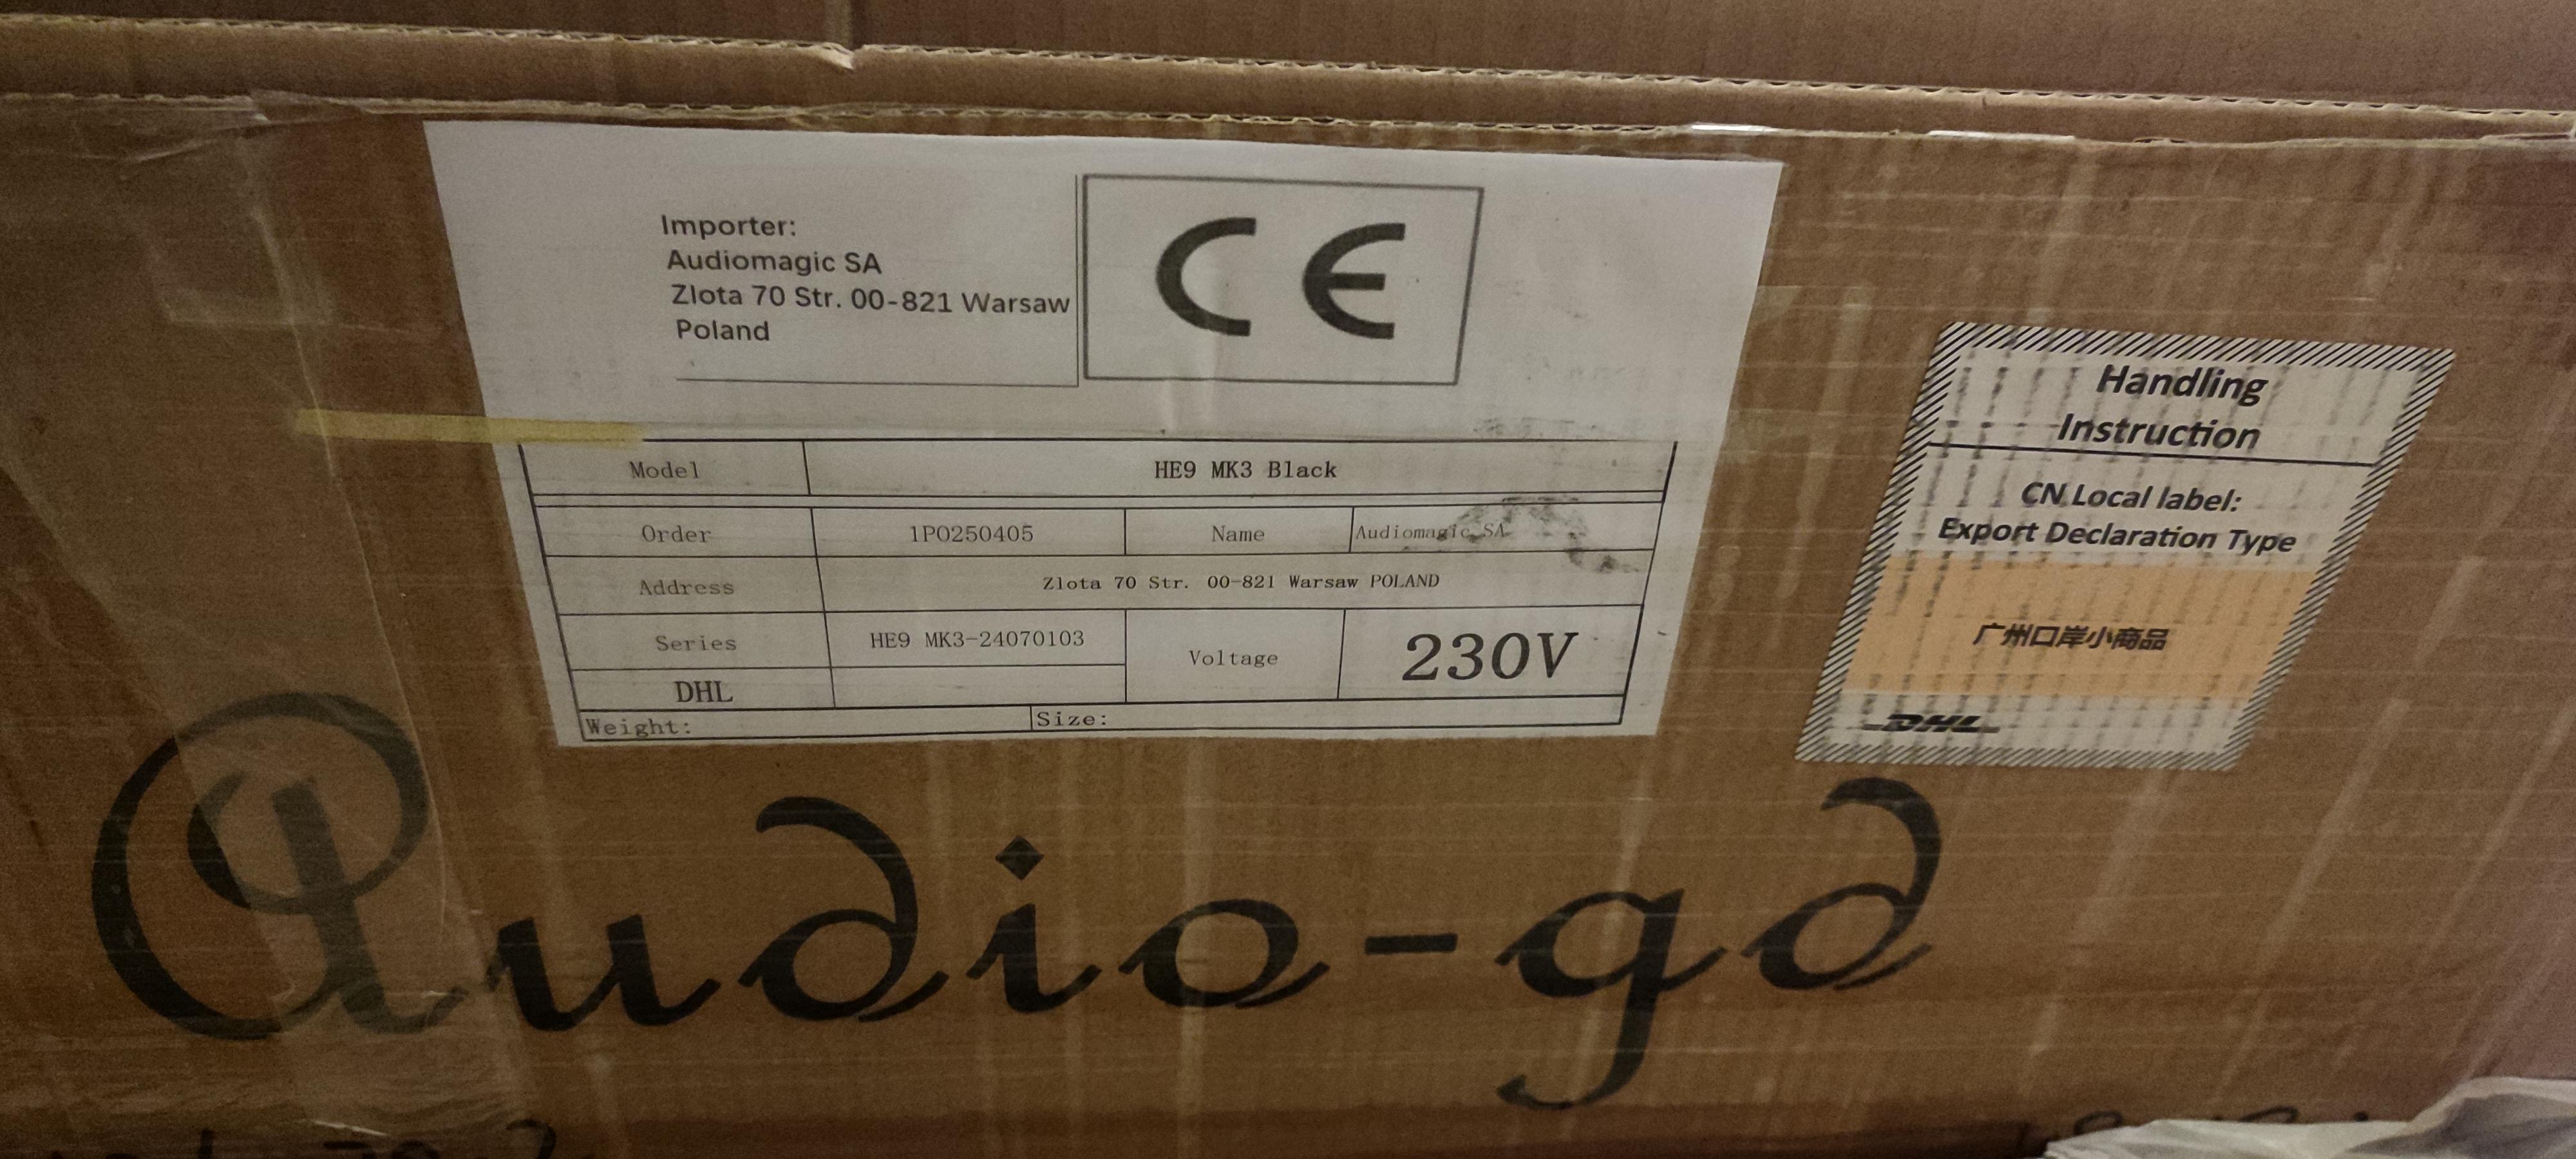 Importer:
Audiomagic SA
Zlota 70 Str. 00-821 Warsaw
Poland
CE
Model HE9 MK3 Black
Order 1PO250405 Name Audiomagic SA
Address Zlota 70 Str. 00-821 Warsaw POLAND
Series HE9 MK3-24070103 Voltage 230V
DHL
Weight: Size:
Handling
Instruction
CN Local label:
Export Declaration Type
广州口岸小商品
DHL
Audio-gd